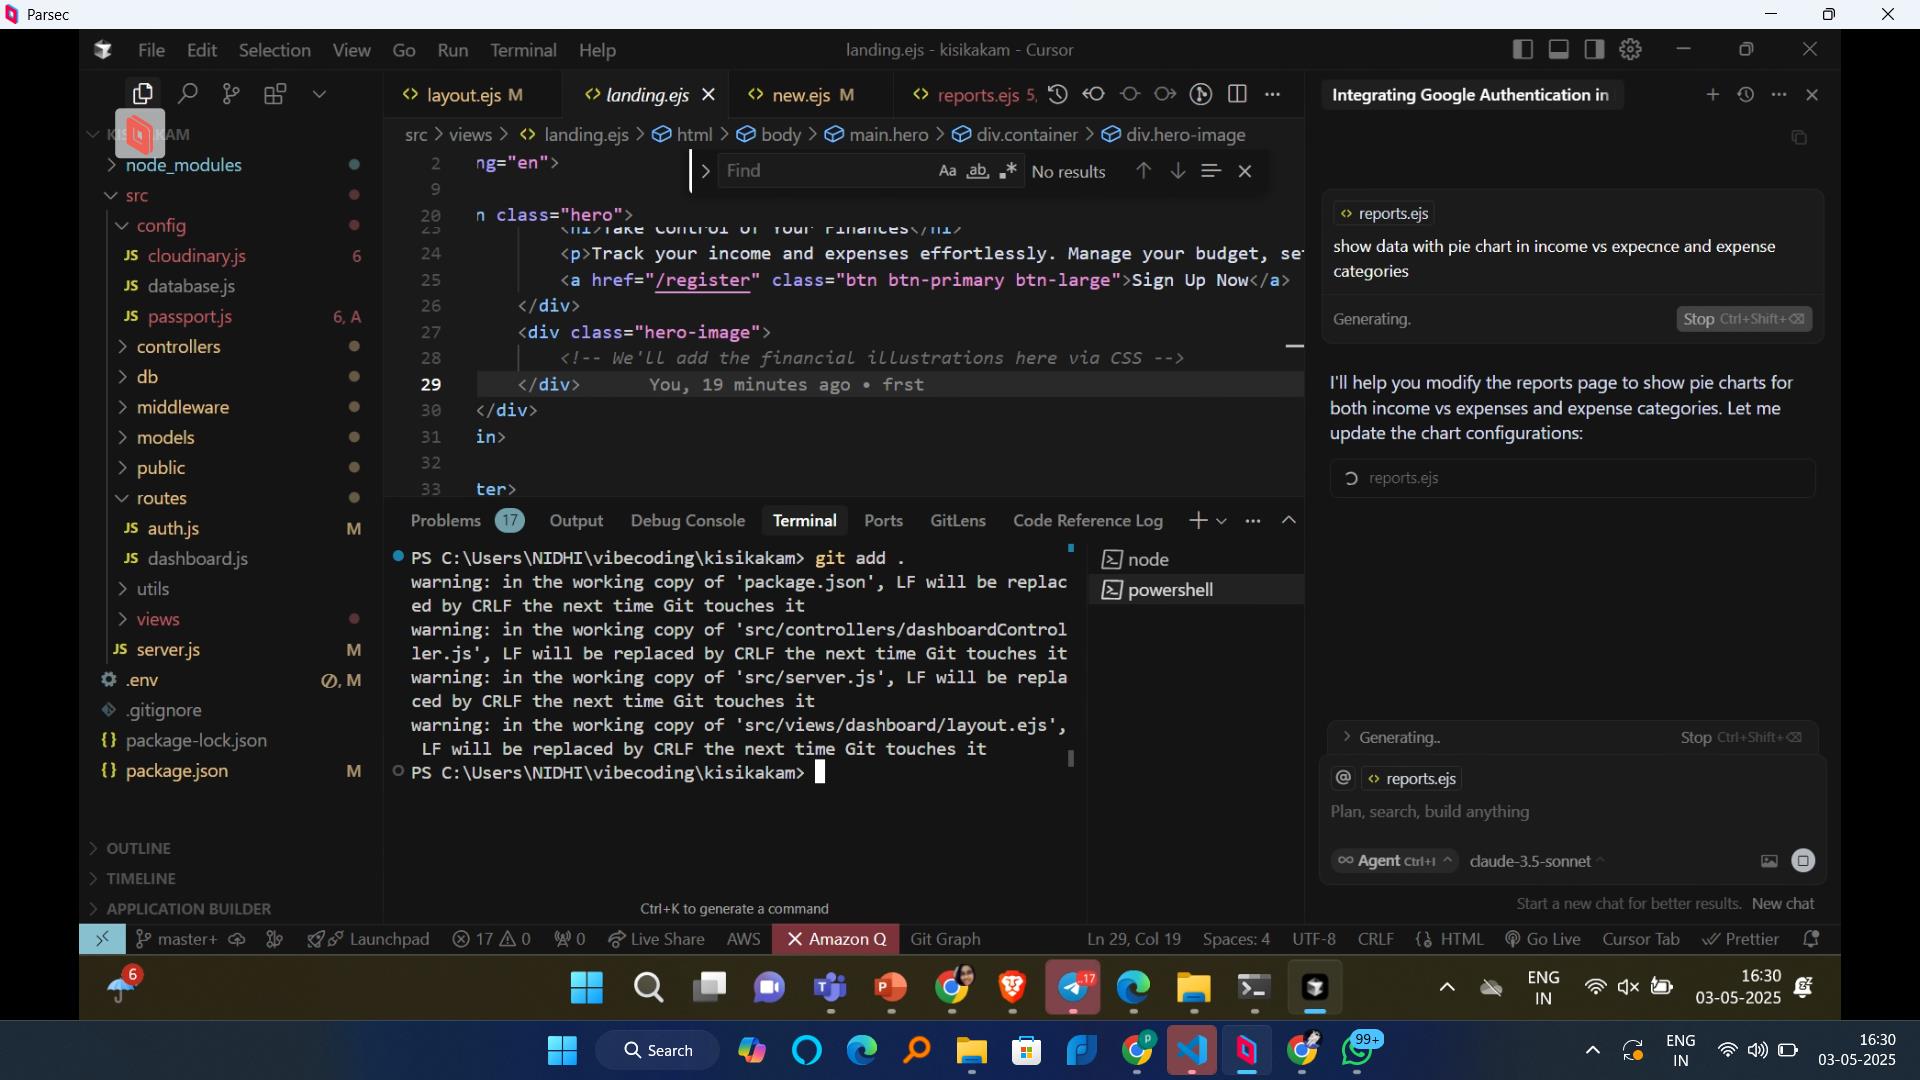 Parsec
File Edit Selection View Go Run Terminal Help
landing.ejs - kisikakam - Cursor
layout.ejs M
landing.ejs
new.ejs M
reports.ejs 5,
src > views > landing.ejs > html > body > main.hero > div.container > div.hero-image
node_modules
src
config
JS cloudinary.js 6
JS database.js
JS passport.js 6, A
controllers
db
middleware
models
public
routes
JS auth.js M
JS dashboard.js
utils
views
JS server.js M
.env M
.gitignore
{} package-lock.json
{} package.json M
OUTLINE
TIMELINE
APPLICATION BUILDER
Find
Aa ab .* No results
2 ng="en">
9
20 n class="hero">
23 <h1>Take Control of Your Finances</h1>
24 <p>Track your income and expenses effortlessly. Manage your budget, se
25 <a href="/register" class="btn btn-primary btn-large">Sign Up Now</a>
26 </div>
27 <div class="hero-image">
28 <!-- We'll add the financial illustrations here via CSS -->
29 </div> You, 19 minutes ago • frst
30 </div>
31 in>
32
33 ter>
Problems 17 Output Debug Console Terminal Ports GitLens Code Reference Log
PS C:\Users\NIDHI\vibecoding\kisikakam> git add .
warning: in the working copy of 'package.json', LF will be replac
ed by CRLF the next time Git touches it
warning: in the working copy of 'src/controllers/dashboardControl
ler.js', LF will be replaced by CRLF the next time Git touches it
warning: in the working copy of 'src/server.js', LF will be repla
ced by CRLF the next time Git touches it
warning: in the working copy of 'src/views/dashboard/layout.ejs',
LF will be replaced by CRLF the next time Git touches it
PS C:\Users\NIDHI\vibecoding\kisikakam>
node
powershell
Ctrl+K to generate a command
Integrating Google Authentication in
reports.ejs
show data with pie chart in income vs expecnce and expense
categories
Generating.
Stop Ctrl+Shift+⌫
I'll help you modify the reports page to show pie charts for
both income vs expenses and expense categories. Let me
update the chart configurations:
reports.ejs
Generating..
Stop Ctrl+Shift+⌫
@ reports.ejs
Plan, search, build anything
∞ Agent Ctrl+I claude-3.5-sonnet
Start a new chat for better results. New chat
master+ Launchpad 17 0 0 Live Share AWS Amazon Q Git Graph
Ln 29, Col 19 Spaces: 4 UTF-8 CRLF {} HTML Go Live Cursor Tab Prettier
6
17
ENG
IN
16:30
03-05-2025
Search
99+
ENG
IN
16:30
03-05-2025